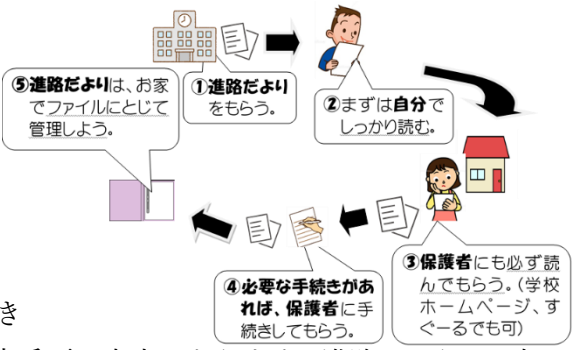 ①進路だより
をもらう。
②まずは自分で
しっかり読む。
③保護者にも必ず読
んでもらう。(学校
ホームページ、す
ぐーるでも可)
④必要な手続きがあ
れば、保護者に手
続きしてもらう。
⑤進路だよりは、お家
でファイルにとじて
管理しよう。
き